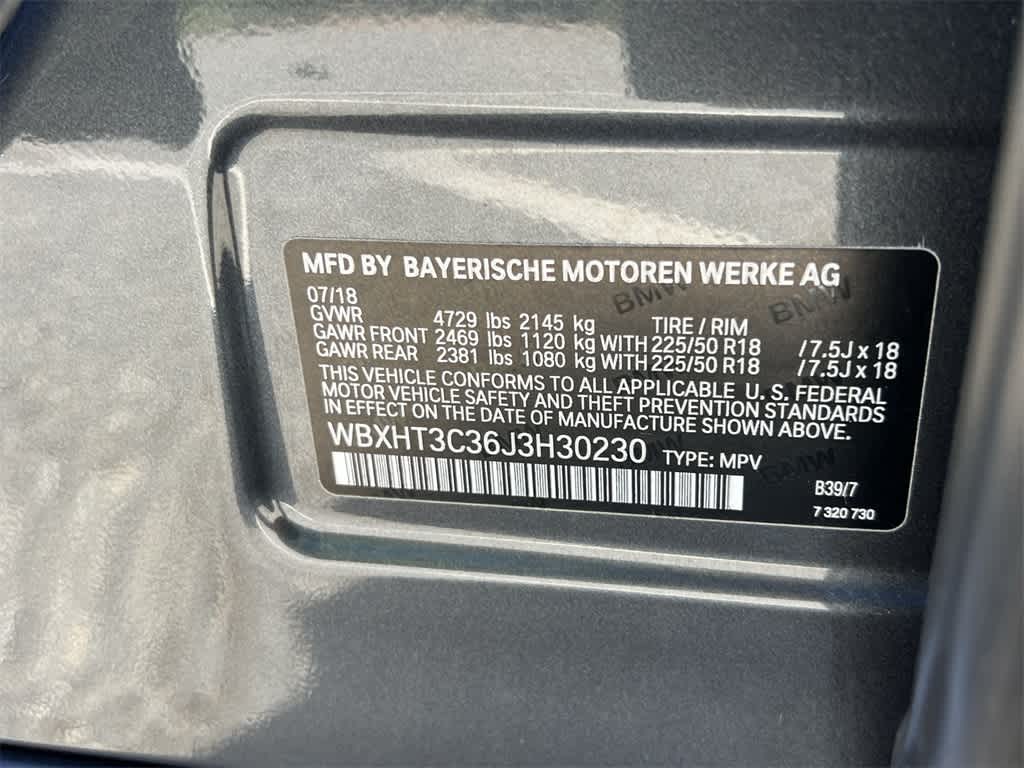 MFD BY BAYERISCHE MOTOREN WERKE AG
07/18
GVWR 4729 lbs 2145 kg TIRE / RIM
GAWR FRONT 2469 lbs 1120 kg WITH 225/50 R18 / 7.5J x 18
GAWR REAR 2381 lbs 1080 kg WITH 225/50 R18 / 7.5J x 18
THIS VEHICLE CONFORMS TO ALL APPLICABLE U. S. FEDERAL
MOTOR VEHICLE SAFETY AND THEFT PREVENTION STANDARDS
IN EFFECT ON THE DATE OF MANUFACTURE SHOWN ABOVE.
WBXHT3C36J3H30230 TYPE: MPV
B39/7
7 320 730
BMW
BMW
BMW